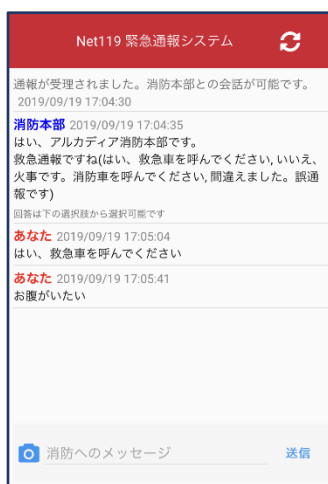 Net119 緊急通報システム
通報が受理されました。消防本部との会話が可能です。
2019/09/19 17:04:30
消防本部 2019/09/19 17:04:35
はい、アルカディア消防本部です。
救急通報ですね(はい、救急車を呼んでください, いいえ、
火事です。消防車を呼んでください, 間違えました。誤通
報です)
回答は下の選択肢から選択可能です
あなた 2019/09/19 17:05:04
はい、救急車を呼んでください
あなた 2019/09/19 17:05:41
お腹がいたい
消防へのメッセージ 送信